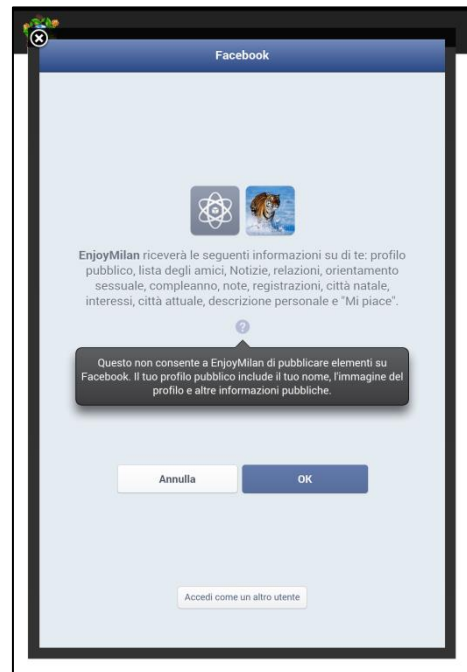 Facebook
EnjoyMilan riceverà le seguenti informazioni su di te: profilo
pubblico, lista degli amici, Notizie, relazioni, orientamento
sessuale, compleanno, note, registrazioni, città natale,
interessi, città attuale, descrizione personale e "Mi piace".
?
Questo non consente a EnjoyMilan di pubblicare elementi su
Facebook. Il tuo profilo pubblico include il tuo nome, l'immagine del
profilo e altre informazioni pubbliche.
Annulla OK
Accedi come un altro utente